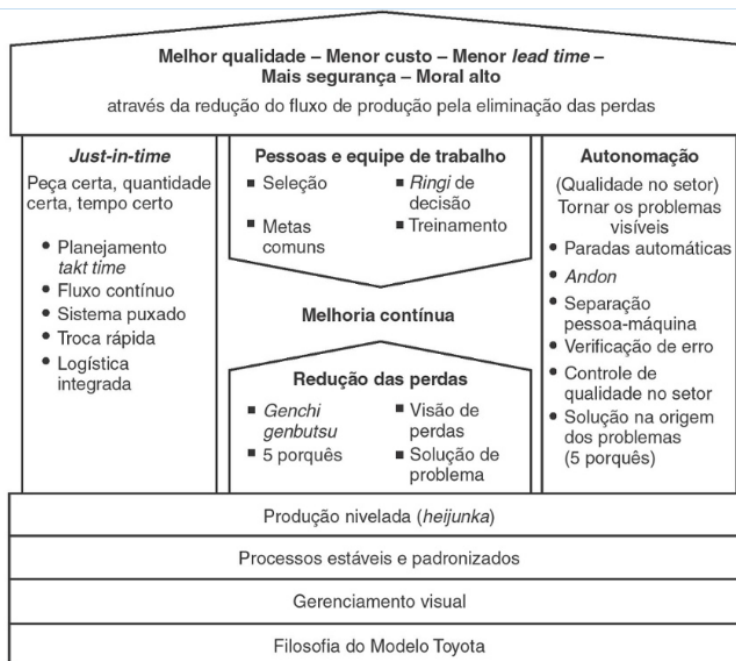 Melhor qualidade – Menor custo – Menor lead time –
Mais segurança – Moral alto
através da redução do fluxo de produção pela eliminação das perdas
Just-in-time
Peça certa, quantidade
certa, tempo certo
• Planejamento
takt time
• Fluxo contínuo
• Sistema puxado
• Troca rápida
• Logística
integrada
Pessoas e equipe de trabalho
▪ Seleção
▪ Metas
comuns
▪ Ringi de
decisão
▪ Treinamento
Melhoria contínua
Redução das perdas
▪ Genchi
genbutsu
▪ 5 porquês
▪ Visão de
perdas
▪ Solução de
problema
Autonomação
(Qualidade no setor)
Tornar os problemas
visíveis
• Paradas automáticas
• Andon
• Separação
pessoa-máquina
• Verificação de erro
• Controle de
qualidade no setor
• Solução na origem
dos problemas
(5 porquês)
Produção nivelada (heijunka)
Processos estáveis e padronizados
Gerenciamento visual
Filosofia do Modelo Toyota